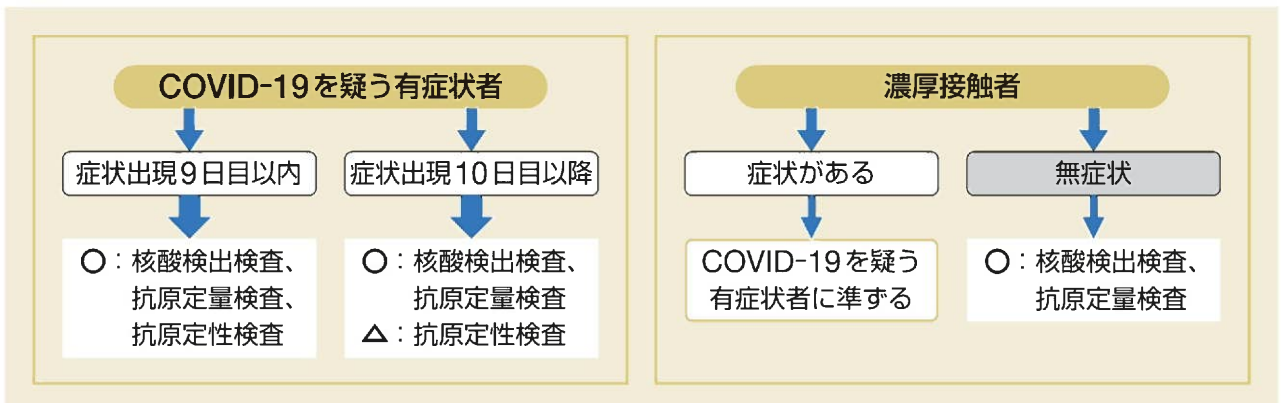 COVID-19を疑う有症状者
症状出現9日目以内
症状出現10日目以降
○：核酸検出検査、
抗原定量検査、
抗原定性検査
○：核酸検出検査、
抗原定量検査
△：抗原定性検査
濃厚接触者
症状がある
無症状
COVID-19を疑う
有症状者に準ずる
○：核酸検出検査、
抗原定量検査